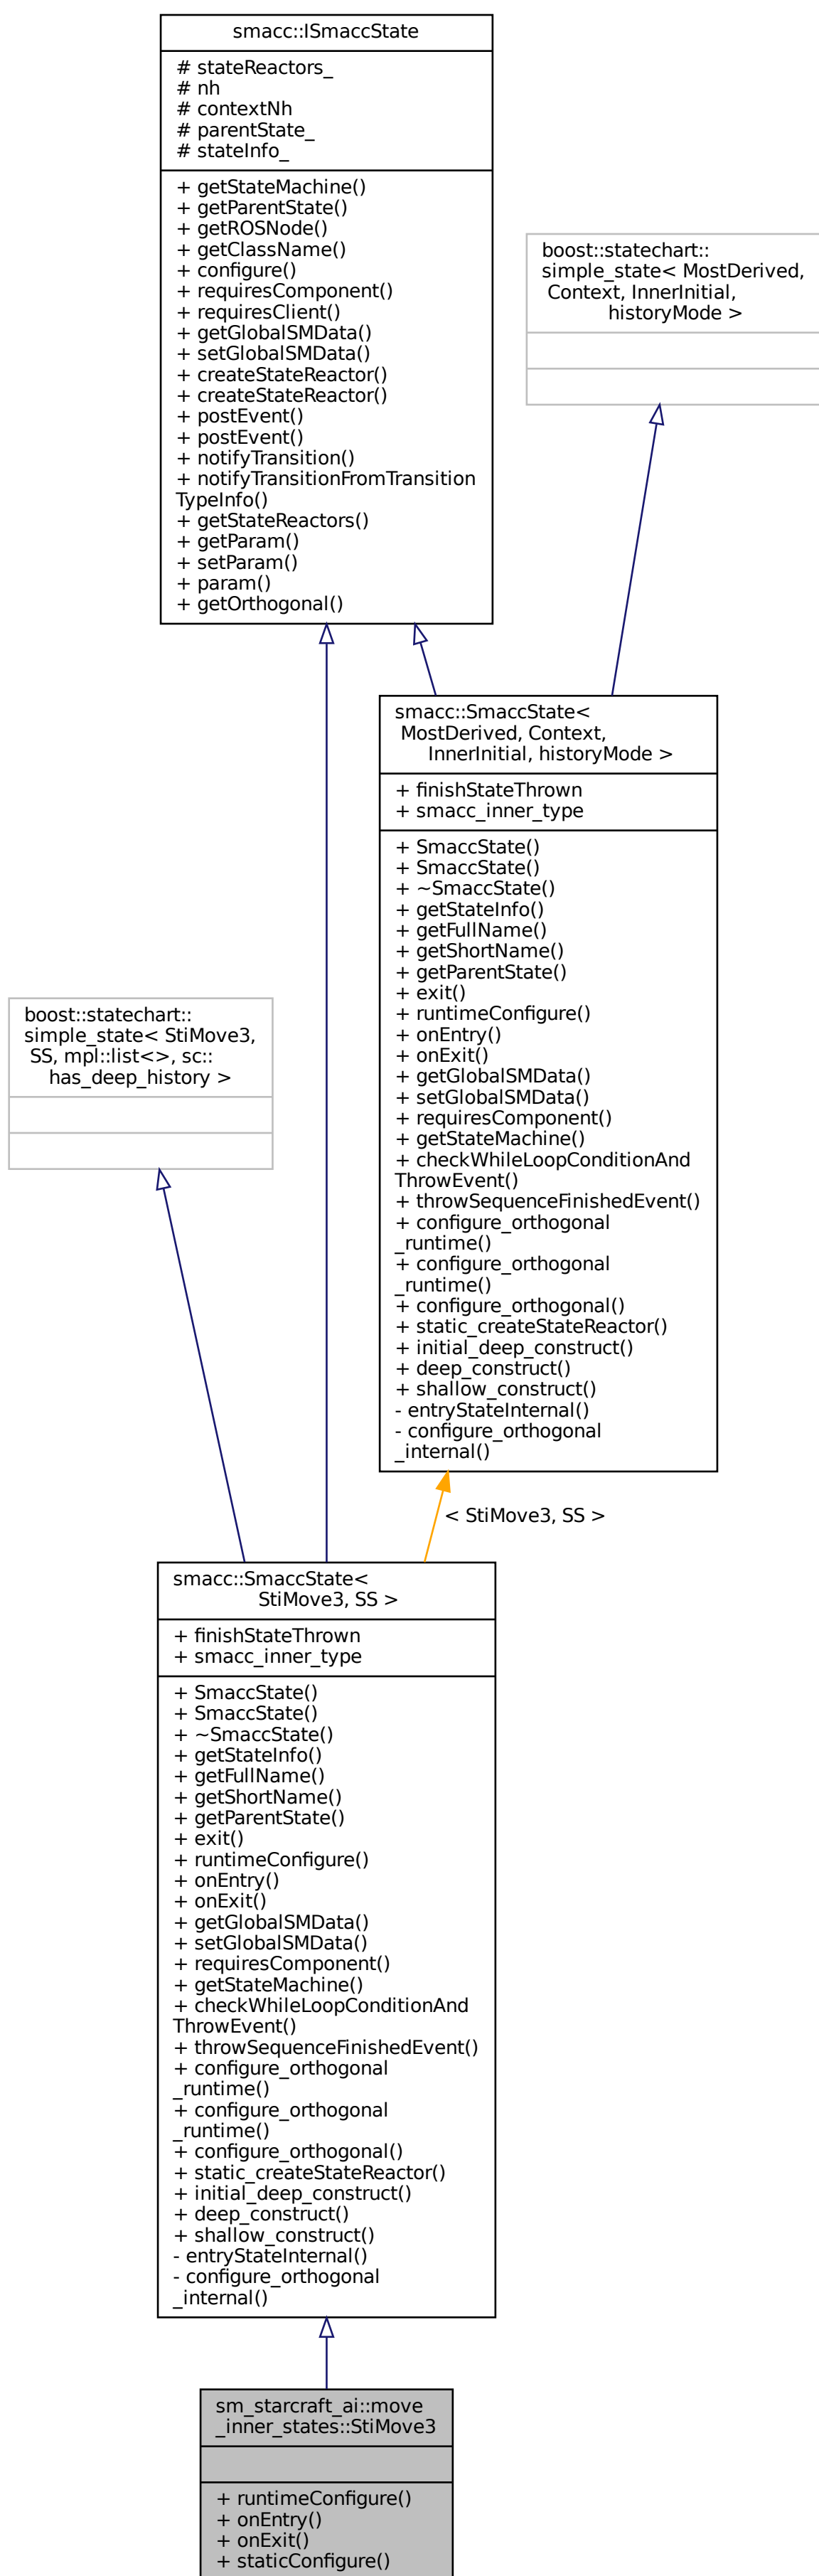 smacc::ISmaccState
# stateReactors_
# nh
# contextNh
# parentState_
# stateInfo_
+ getStateMachine()
+ getParentState()
+ getROSNode()
+ getClassName()
+ configure()
+ requiresComponent()
+ requiresClient()
+ getGlobalSMData()
+ setGlobalSMData()
+ createStateReactor()
+ createStateReactor()
+ postEvent()
+ postEvent()
+ notifyTransition()
+ notifyTransitionFromTransition
TypeInfo()
+ getStateReactors()
+ getParam()
+ setParam()
+ param()
+ getOrthogonal()
boost::statechart::
simple_state< MostDerived,
Context, InnerInitial,
historyMode >
smacc::SmaccState<
MostDerived, Context,
InnerInitial, historyMode >
+ finishStateThrown
+ smacc_inner_type
+ SmaccState()
+ SmaccState()
+ ~SmaccState()
+ getStateInfo()
+ getFullName()
+ getShortName()
+ getParentState()
+ exit()
+ runtimeConfigure()
+ onEntry()
+ onExit()
+ getGlobalSMData()
+ setGlobalSMData()
+ requiresComponent()
+ getStateMachine()
+ checkWhileLoopConditionAnd
ThrowEvent()
+ throwSequenceFinishedEvent()
+ configure_orthogonal
_runtime()
+ configure_orthogonal
_runtime()
+ configure_orthogonal()
+ static_createStateReactor()
+ initial_deep_construct()
+ deep_construct()
+ shallow_construct()
- entryStateInternal()
- configure_orthogonal
_internal()
boost::statechart::
simple_state< StiMove3,
SS, mpl::list<>, sc::
has_deep_history >
< StiMove3, SS >
smacc::SmaccState<
StiMove3, SS >
+ finishStateThrown
+ smacc_inner_type
+ SmaccState()
+ SmaccState()
+ ~SmaccState()
+ getStateInfo()
+ getFullName()
+ getShortName()
+ getParentState()
+ exit()
+ runtimeConfigure()
+ onEntry()
+ onExit()
+ getGlobalSMData()
+ setGlobalSMData()
+ requiresComponent()
+ getStateMachine()
+ checkWhileLoopConditionAnd
ThrowEvent()
+ throwSequenceFinishedEvent()
+ configure_orthogonal
_runtime()
+ configure_orthogonal
_runtime()
+ configure_orthogonal()
+ static_createStateReactor()
+ initial_deep_construct()
+ deep_construct()
+ shallow_construct()
- entryStateInternal()
- configure_orthogonal
_internal()
sm_starcraft_ai::move
_inner_states::StiMove3
+ runtimeConfigure()
+ onEntry()
+ onExit()
+ staticConfigure()